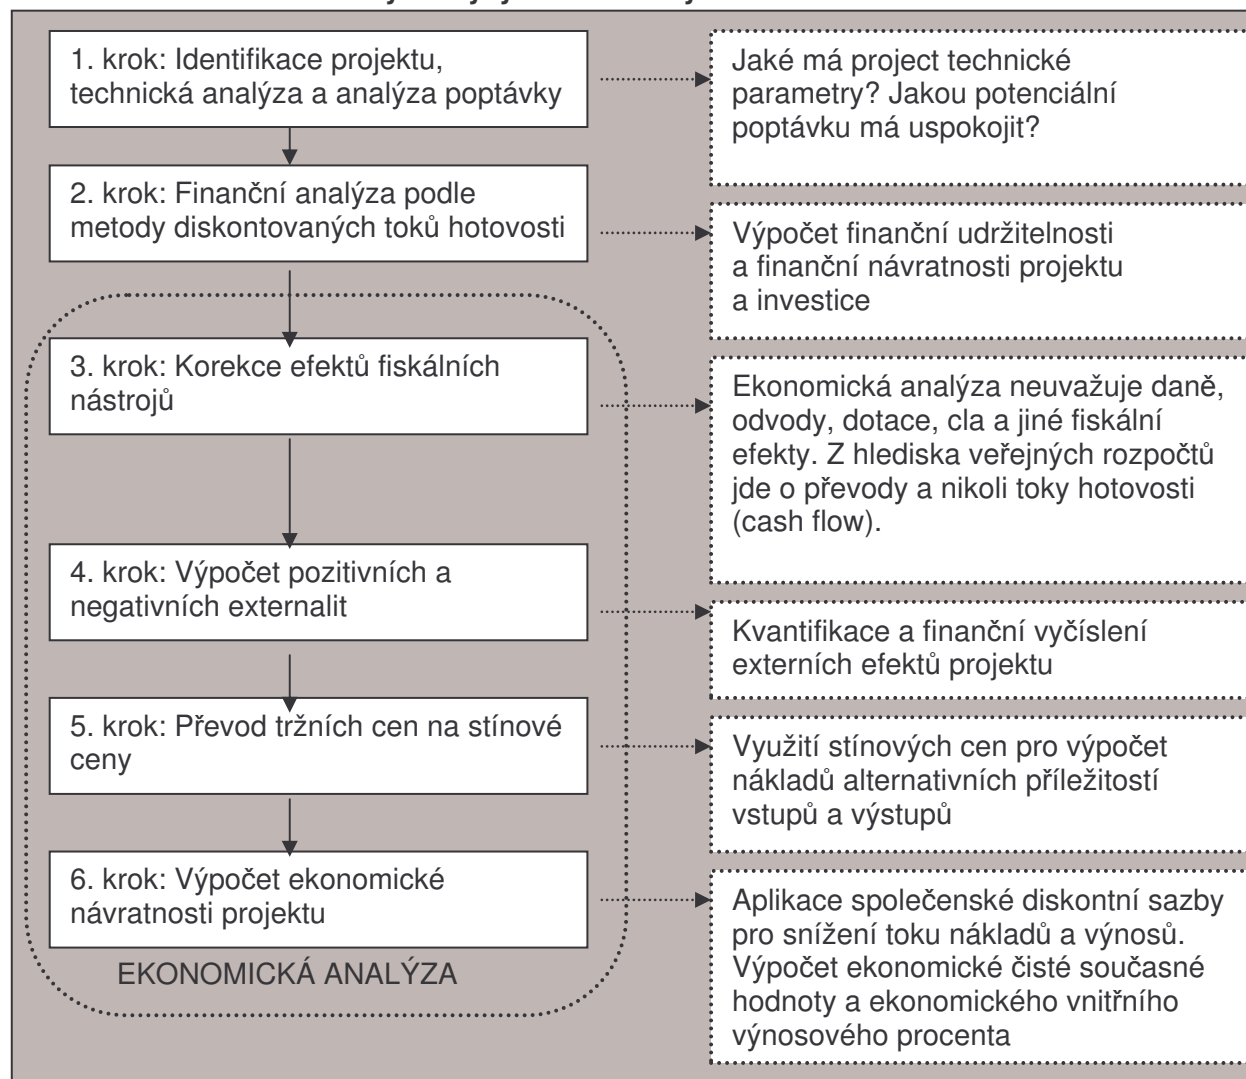 1. krok: Identifikace projektu,
technická analýza a analýza poptávky
Jaké má project technické
parametry? Jakou potenciální
poptávku má uspokojit?
2. krok: Finanční analýza podle
metody diskontovaných toků hotovosti
Výpočet finanční udržitelnosti
a finanční návratnosti projektu
a investice
3. krok: Korekce efektů fiskálních
nástrojů
Ekonomická analýza neuvažuje daně,
odvody, dotace, cla a jiné fiskální
efekty. Z hlediska veřejných rozpočtů
jde o převody a nikoli toky hotovosti
(cash flow).
4. krok: Výpočet pozitivních a
negativních externalit
Kvantifikace a finanční vyčíslení
externích efektů projektu
5. krok: Převod tržních cen na stínové
ceny
Využití stínových cen pro výpočet
nákladů alternativních příležitostí
vstupů a výstupů
6. krok: Výpočet ekonomické
návratnosti projektu
Aplikace společenské diskontní sazby
pro snížení toku nákladů a výnosů.
Výpočet ekonomické čisté současné
hodnoty a ekonomického vnitřního
výnosového procenta
EKONOMICKÁ ANALÝZA